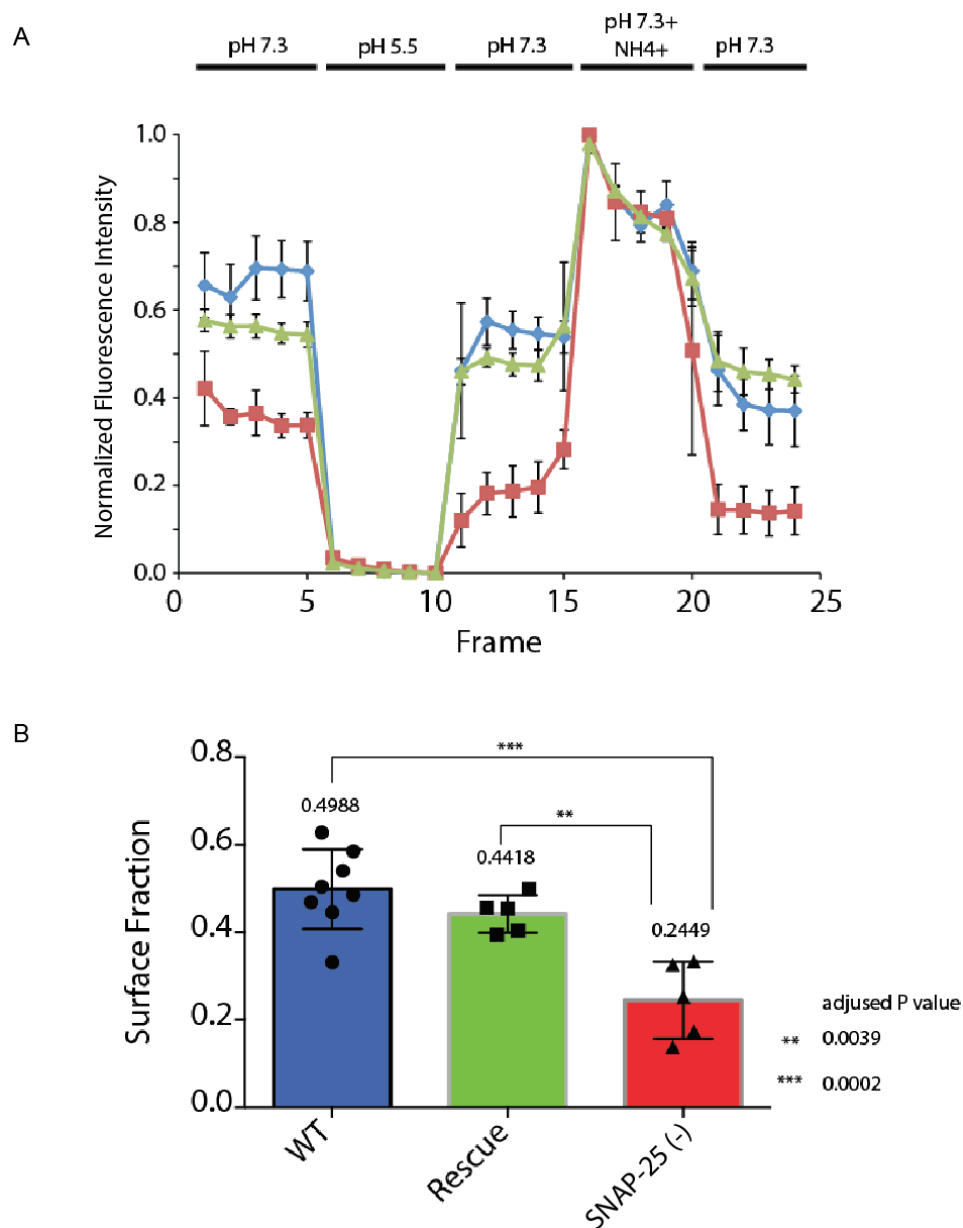 A
pH 7.3 pH 5.5 pH 7.3 pH 7.3+ NH4+ pH 7.3
Normalized Fluorescence Intensity
1.0
0.8
0.6
0.4
0.2
0.0
0 5 10 15 20 25
Frame
B
Surface Fraction
0.8
0.6
0.4
0.2
0.0
***
0.4988
**
0.4418
0.2449
adjused P value
** 0.0039
*** 0.0002
WT Rescue SNAP-25 (-)